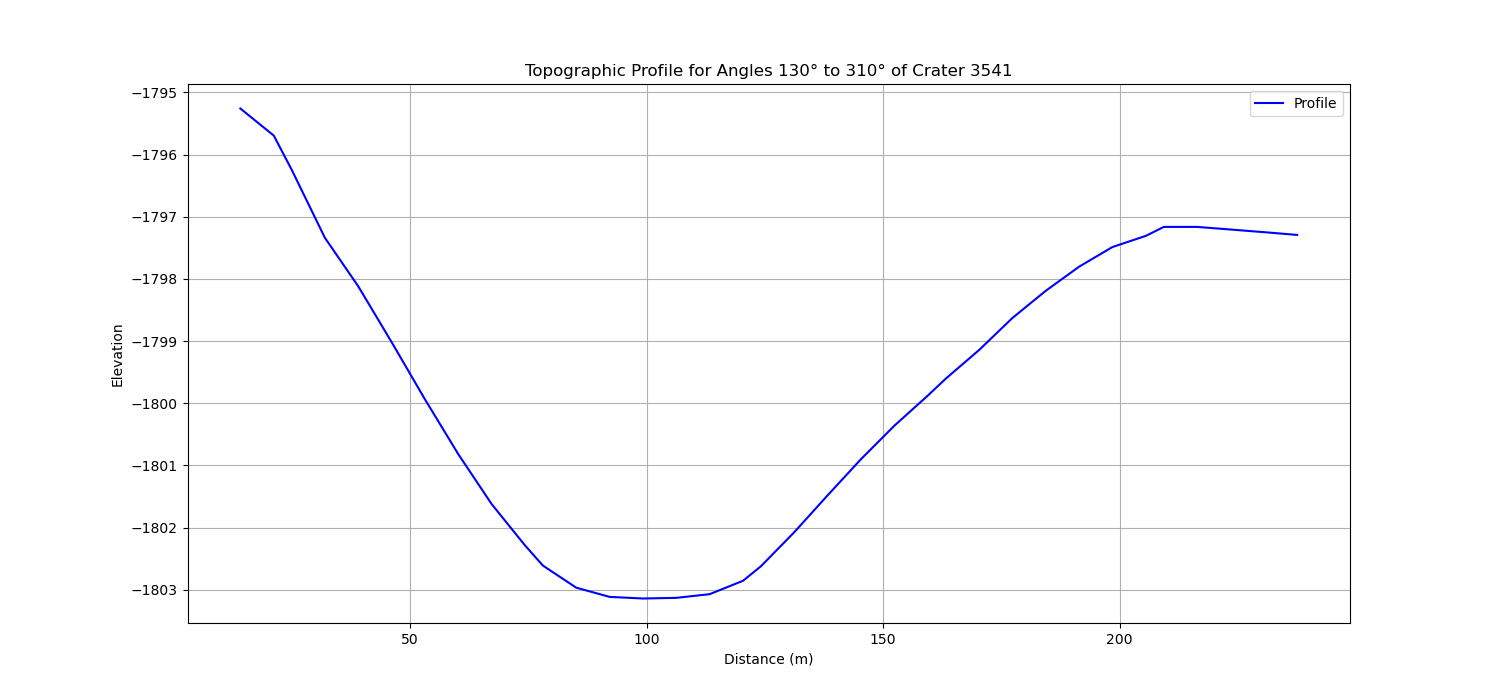 Topographic Profile for Angles 130° to 310° of Crater 3541
Profile
−1795
−1796
−1797
−1798
−1799
−1800
−1801
−1802
−1803
Elevation
50 100 150 200
Distance (m)